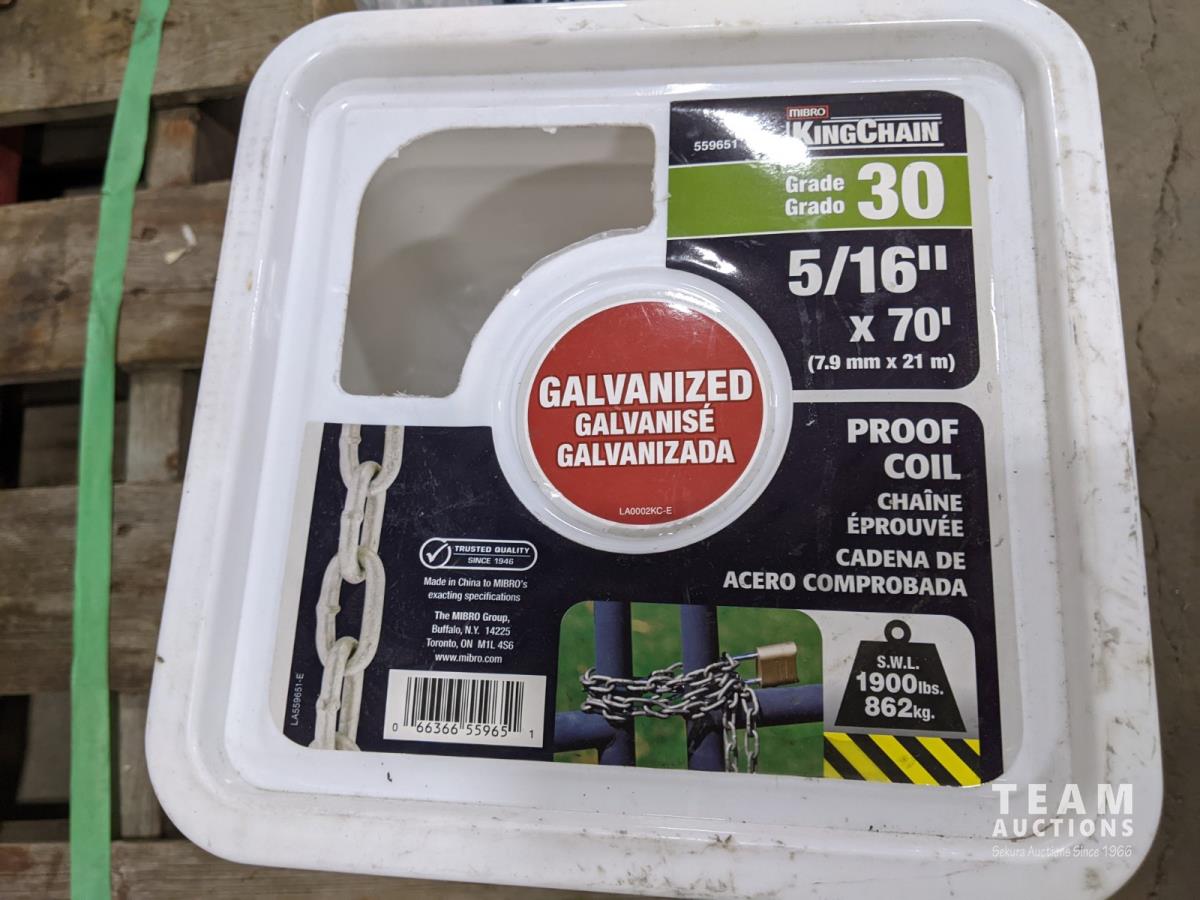 MIBRO
559651
KINGCHAIN
Grade
Grado
30
5/16"
x 70'
(7.9 mm x 21 m)
GALVANIZED
GALVANISÉ
GALVANIZADA
LA0002KC-E
PROOF
COIL
CHAÎNE
ÉPROUVÉE
CADENA DE
ACERO COMPROBADA
TRUSTED QUALITY
SINCE 1946
Made in China to MIBRO's
exacting specifications
The MIBRO Group,
Buffalo, N.Y. 14225
Toronto, ON M1L 4S6
www.mibro.com
LA559651-E
0 66366 55965 1
S.W.L.
1900lbs.
862kg.
TEAM
AUCTIONS
Sekura Auctions Since 1966